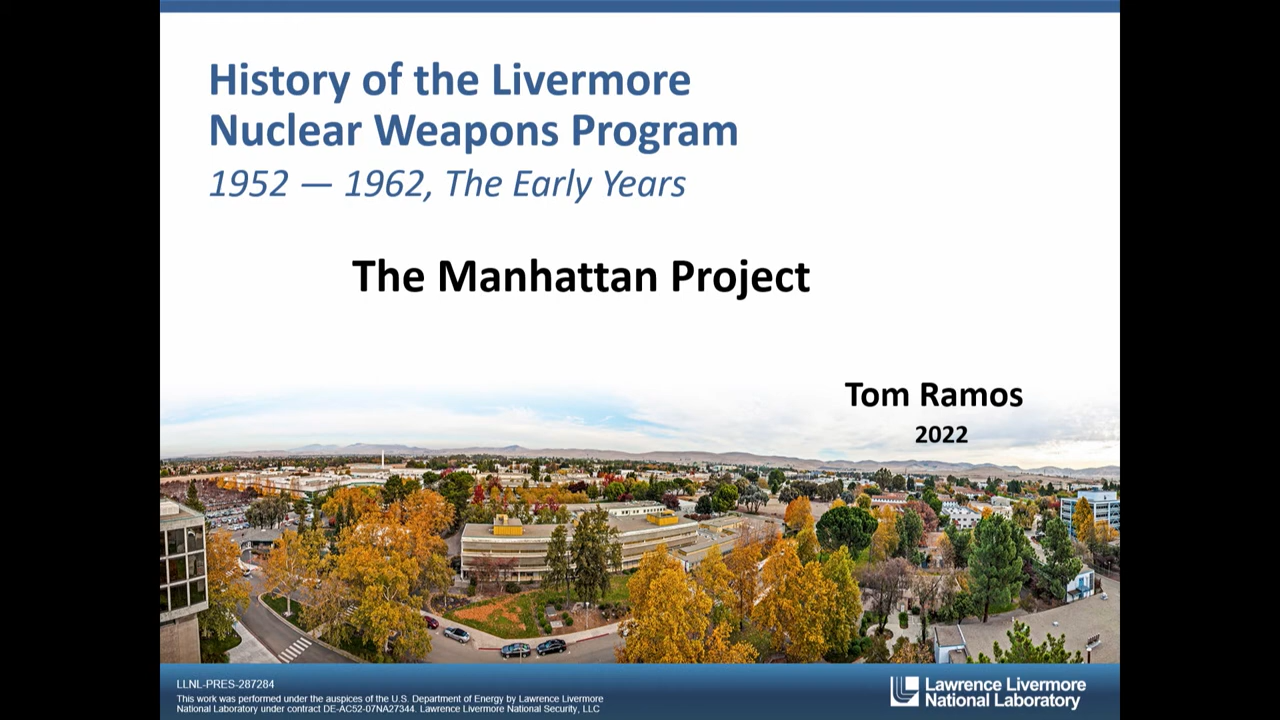 History of the Livermore
Nuclear Weapons Program
1952 — 1962, The Early Years
The Manhattan Project
Tom Ramos
2022
LLNL-PRES-287284
This work was performed under the auspices of the U.S. Department of Energy by Lawrence Livermore
National Laboratory under contract DE-AC52-07NA27344. Lawrence Livermore National Security, LLC
Lawrence Livermore
National Laboratory